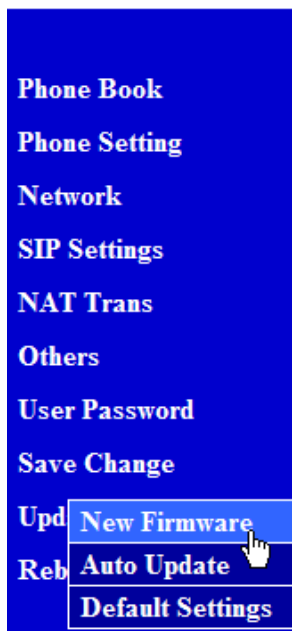 Phone Book
Phone Setting
Network
SIP Settings
NAT Trans
Others
User Password
Save Change
Upd
New Firmware
Reb
Auto Update
Default Settings